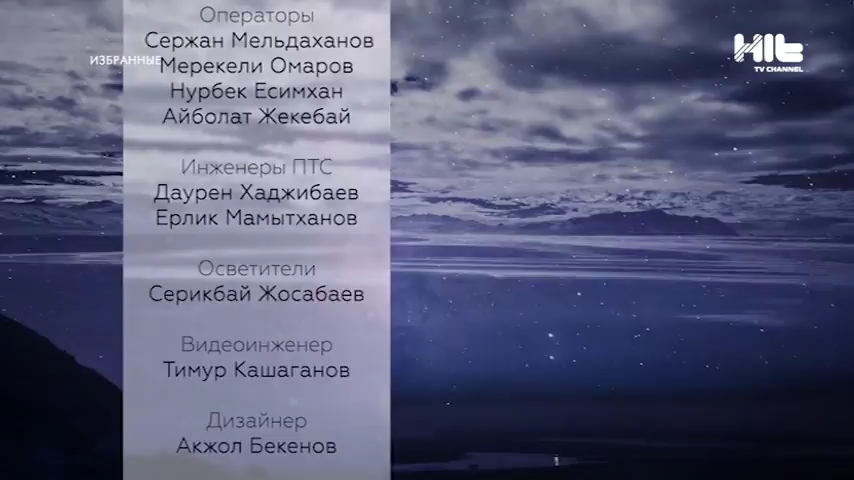 Операторы
Сержан Мельдаханов
Мерекели Омаров
Нурбек Есимхан
Айболат Жекебай
Инженеры ПТС
Даурен Хаджибаев
Ерлик Мамытханов
Осветители
Серикбай Жосабаев
Видеоинженер
Тимур Кашаганов
Дизайнер
Акжол Бекенов
ИЗБРАННЫЕ
Hit
TV CHANNEL